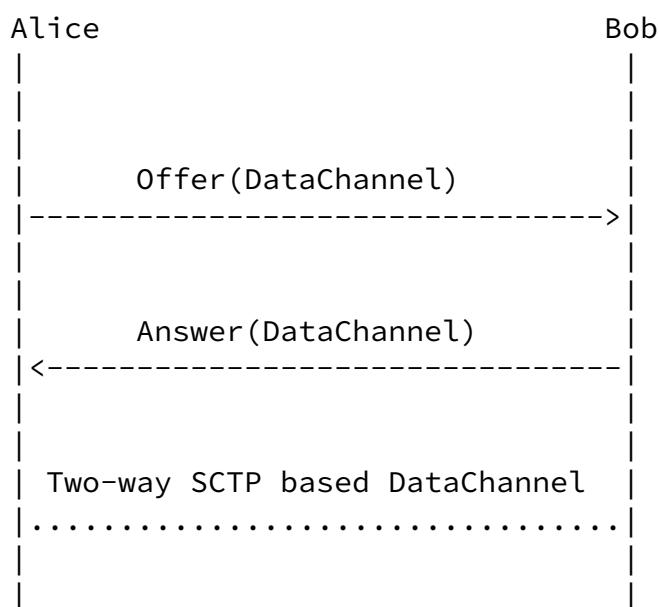 Alice Bob
Offer(DataChannel)
Answer(DataChannel)
Two-way SCTP based DataChannel